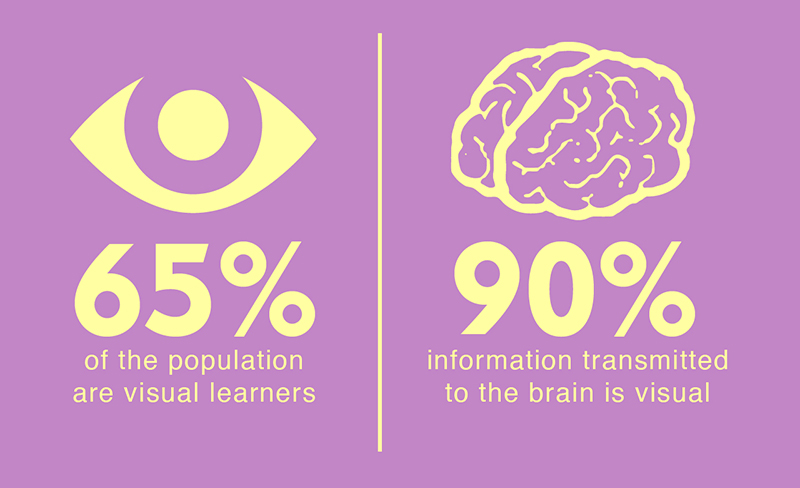 65%
of the population
are visual learners
90%
information transmitted
to the brain is visual